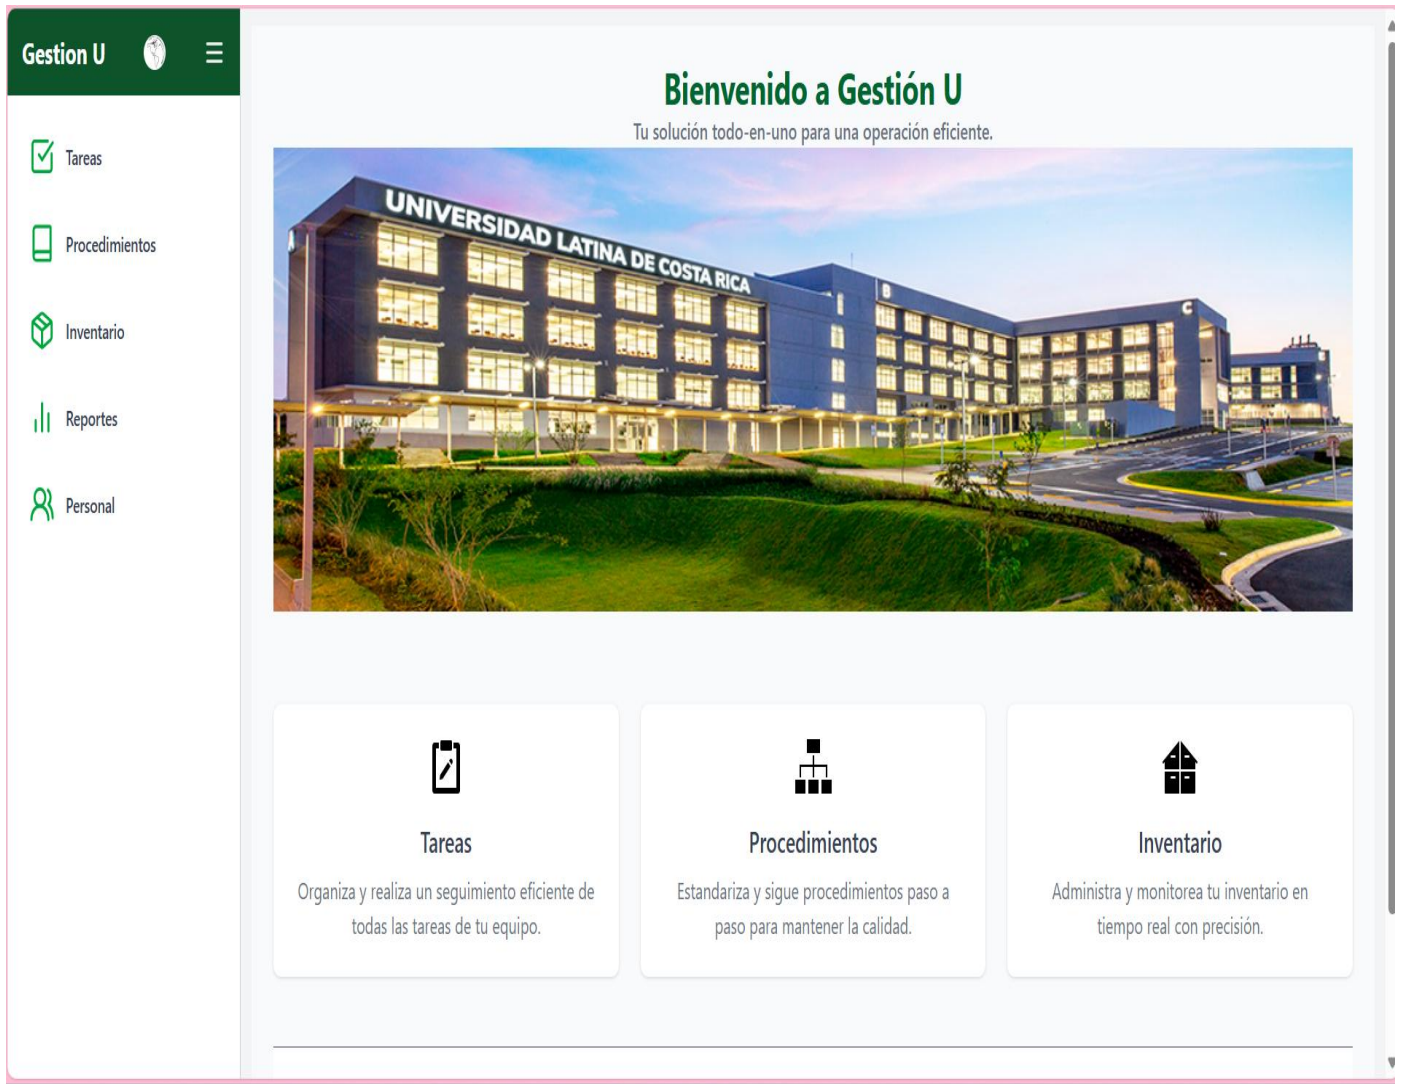 Gestion U
Tareas
Procedimientos
Inventario
Reportes
Personal
Bienvenido a Gestión U
Tu solución todo-en-uno para una operación eficiente.
UNIVERSIDAD LATINA DE COSTA RICA
A
B
C
Tareas
Organiza y realiza un seguimiento eficiente de
todas las tareas de tu equipo.
Procedimientos
Estandariza y sigue procedimientos paso a
paso para mantener la calidad.
Inventario
Administra y monitorea tu inventario en
tiempo real con precisión.